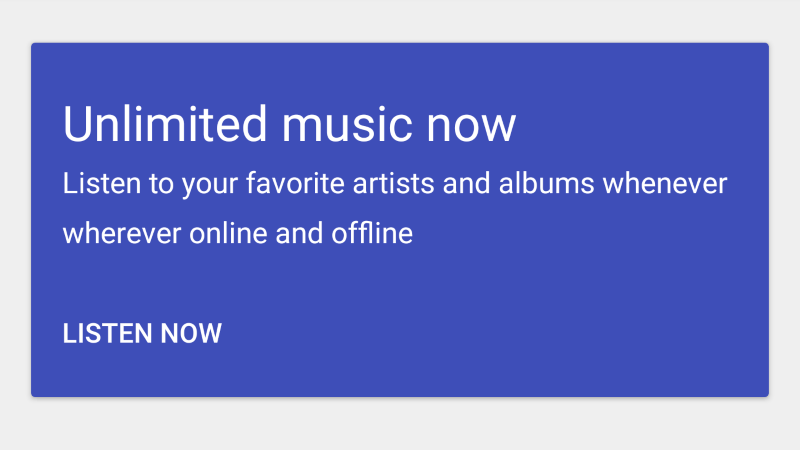 Unlimited music now
Listen to your favorite artists and albums whenever
wherever online and offline
LISTEN NOW